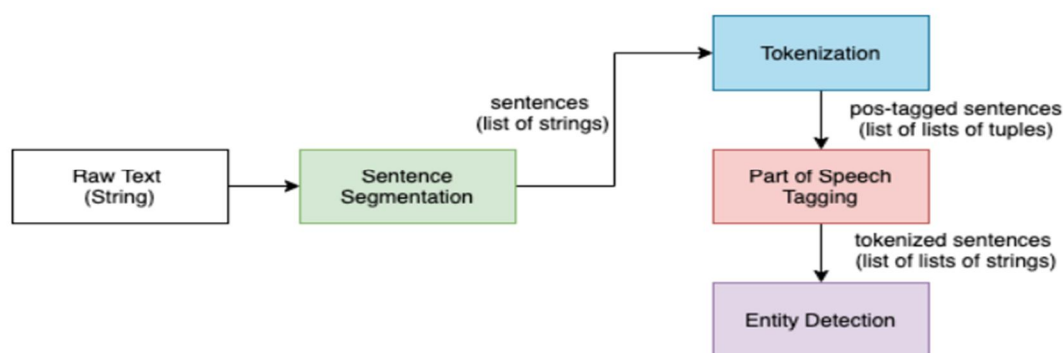 Raw Text
(String)
Sentence
Segmentation
sentences
(list of strings)
Tokenization
pos-tagged sentences
(list of lists of tuples)
Part of Speech
Tagging
tokenized sentences
(list of lists of strings)
Entity Detection